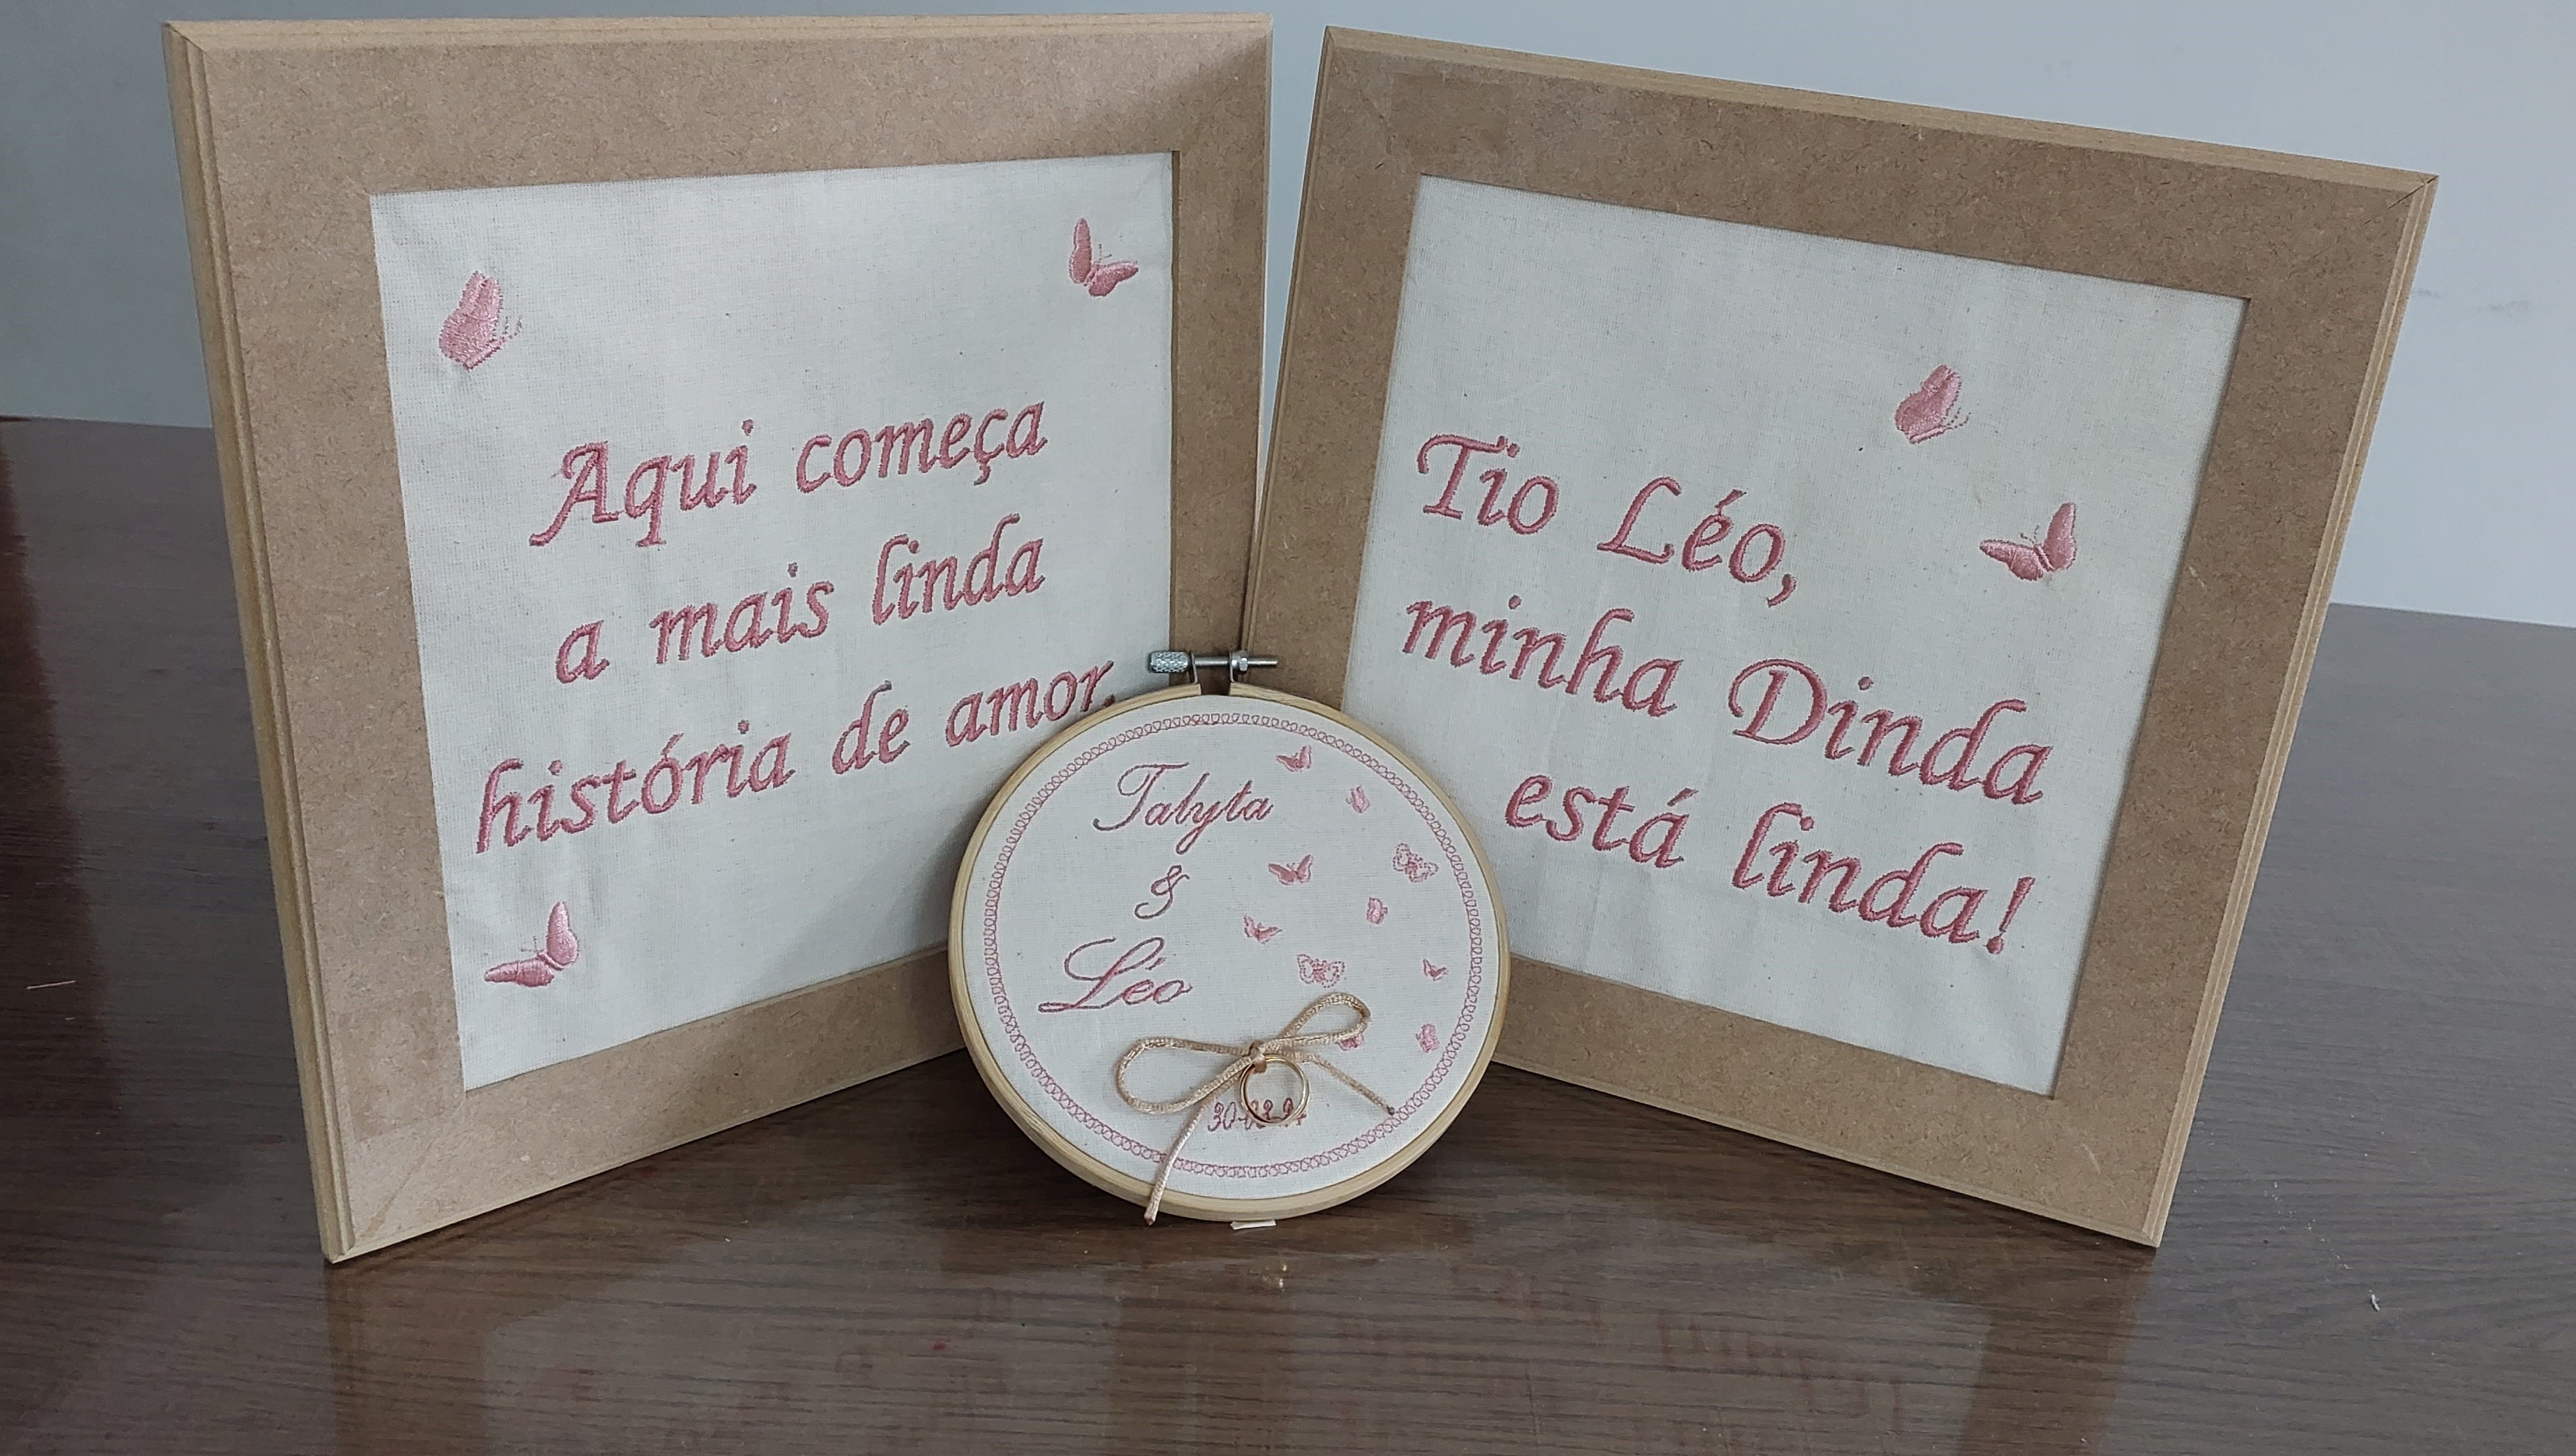 Aqui começa
a mais linda
história de amor.
Tio Léo,
minha Dinda
está linda!
Talyta
&
Léo